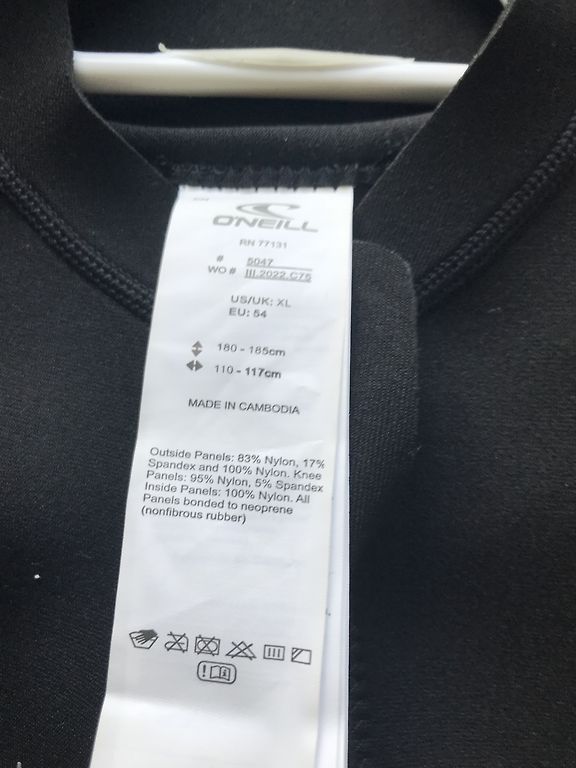 O'NEILL
RN 77131
# 5047
WO # III.2022.C75
US/UK: XL
EU: 54
180 - 185cm
110 - 117cm
MADE IN CAMBODIA
Outside Panels: 83% Nylon, 17%
Spandex and 100% Nylon. Knee
Panels: 95% Nylon, 5% Spandex
Inside Panels: 100% Nylon. All
Panels bonded to neoprene
(nonfibrous rubber)